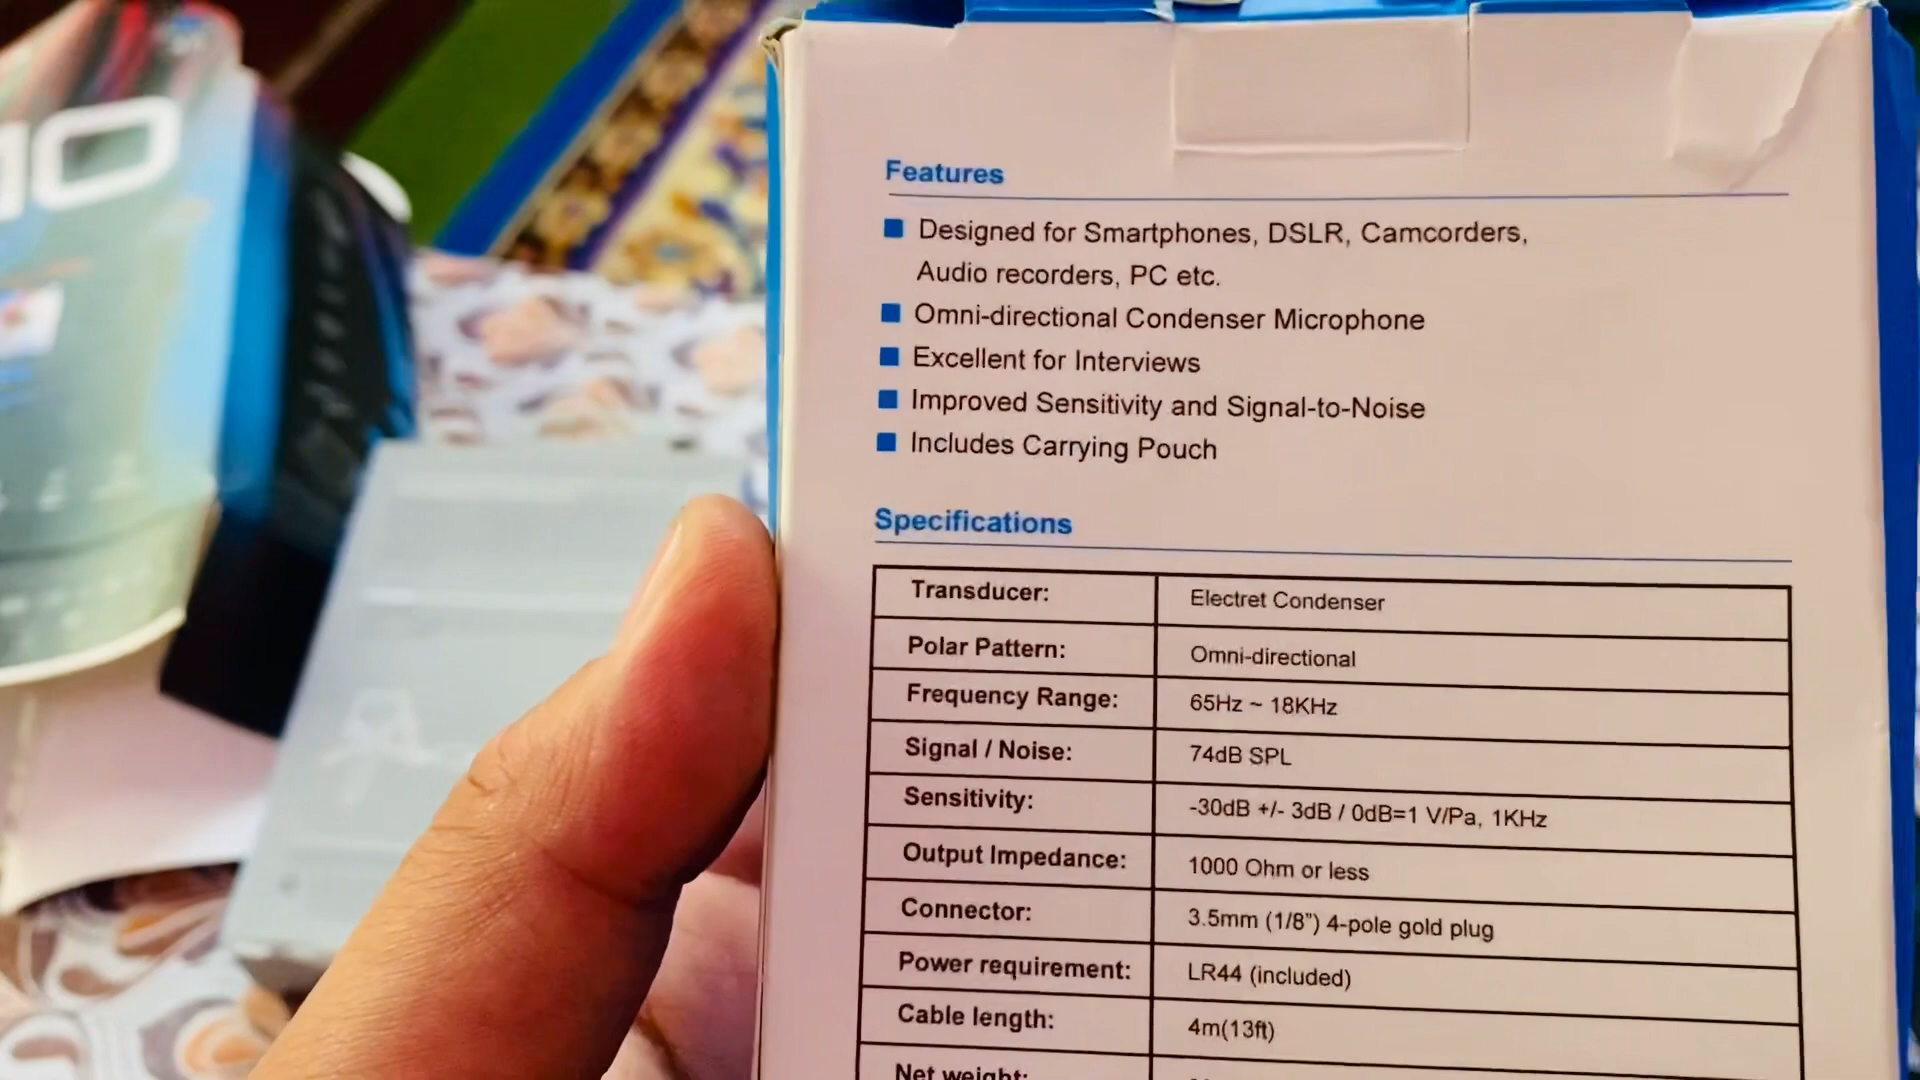 10
Features
Designed for Smartphones, DSLR, Camcorders,
Audio recorders, PC etc.
Omni-directional Condenser Microphone
Excellent for Interviews
Improved Sensitivity and Signal-to-Noise
Includes Carrying Pouch
Specifications
Transducer: Electret Condenser
Polar Pattern: Omni-directional
Frequency Range: 65Hz ~ 18KHz
Signal / Noise: 74dB SPL
Sensitivity: -30dB +/- 3dB / 0dB=1 V/Pa, 1KHz
Output Impedance: 1000 Ohm or less
Connector: 3.5mm (1/8”) 4-pole gold plug
Power requirement: LR44 (included)
Cable length: 4m(13ft)
Net weight: